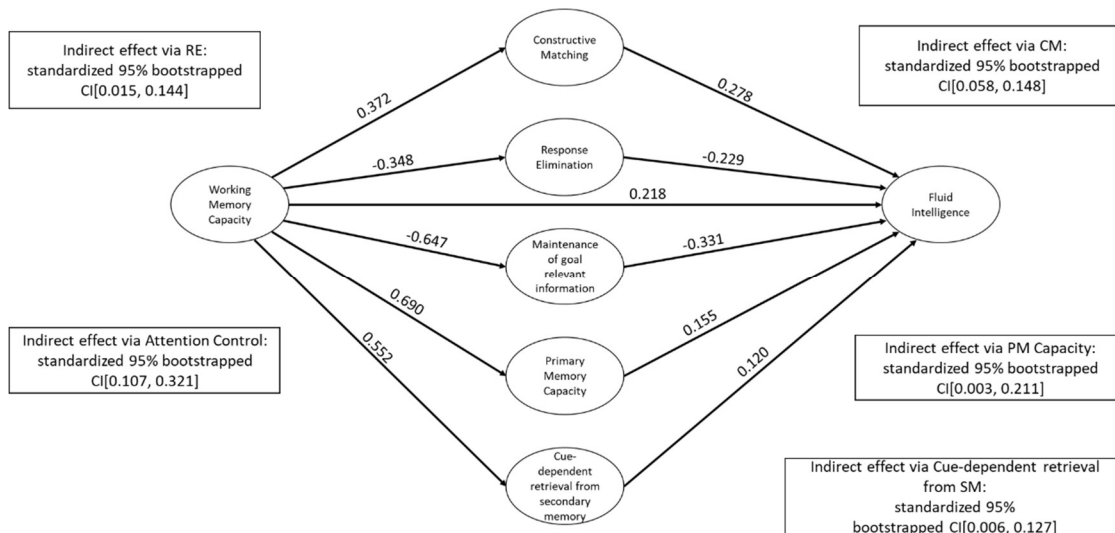 Indirect effect via RE:
standardized 95% bootstrapped
CI[0.015, 0.144]
Constructive
Matching
Indirect effect via CM:
standardized 95% bootstrapped
CI[0.058, 0.148]
0.372
0.278
Response
Elimination
-0.348
-0.229
Working
Memory
Capacity
0.218
Fluid
Intelligence
-0.647
Maintenance
of goal
relevant
information
-0.331
Indirect effect via Attention Control:
standardized 95% bootstrapped
CI[0.107, 0.321]
0.690
Primary
Memory
Capacity
0.155
Indirect effect via PM Capacity:
standardized 95% bootstrapped
CI[0.003, 0.211]
0.552
Cue-
dependent
retrieval from
secondary
memory
0.120
Indirect effect via Cue-dependent retrieval
from SM:
standardized 95%
bootstrapped CI[0.006, 0.127]